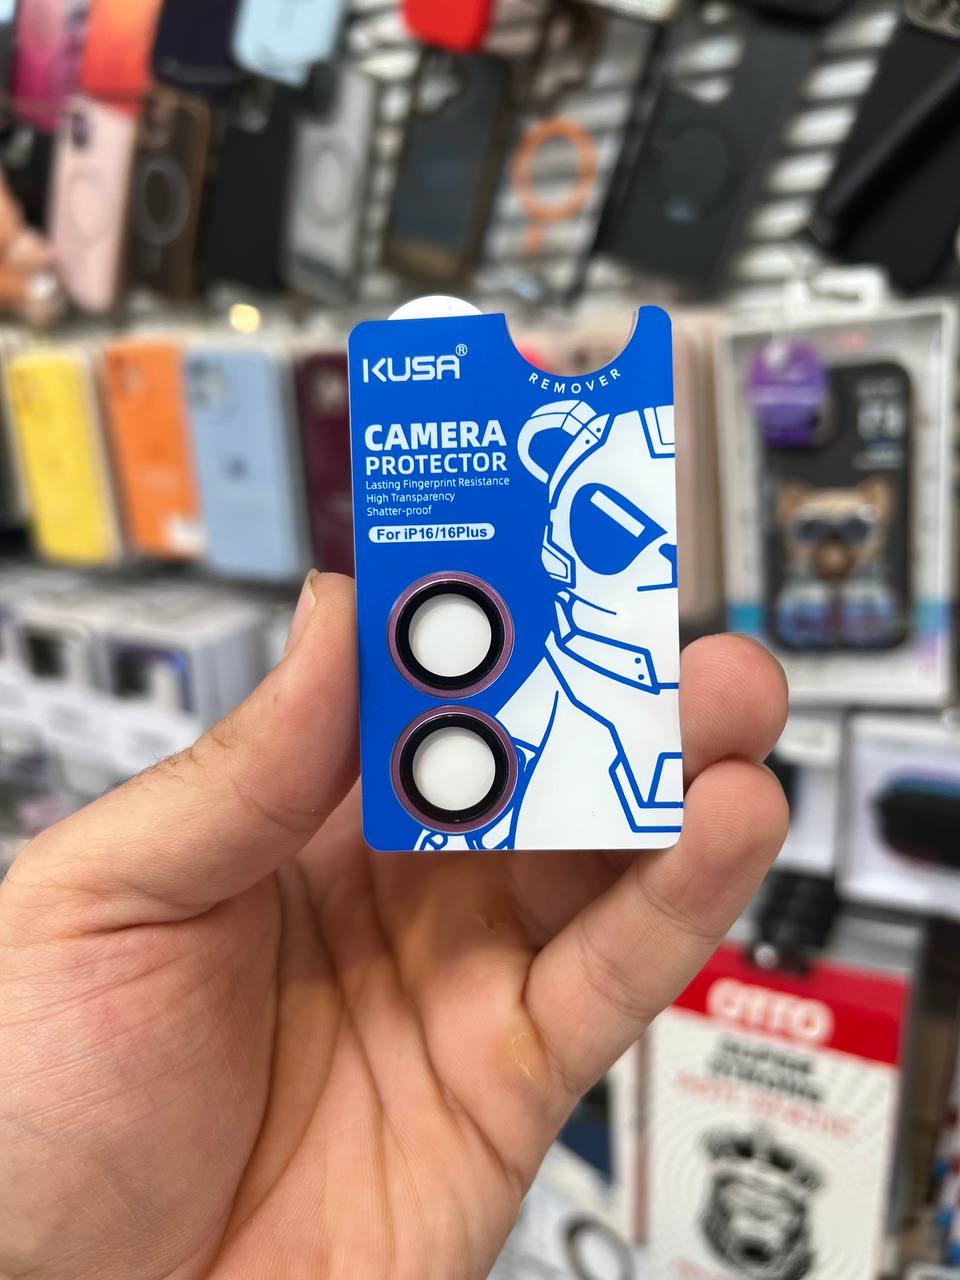 KUSA®
REMOVER
CAMERA
PROTECTOR
Lasting Fingerprint Resistance
High Transparency
Shatter-proof
For iP16/16Plus
OTTO